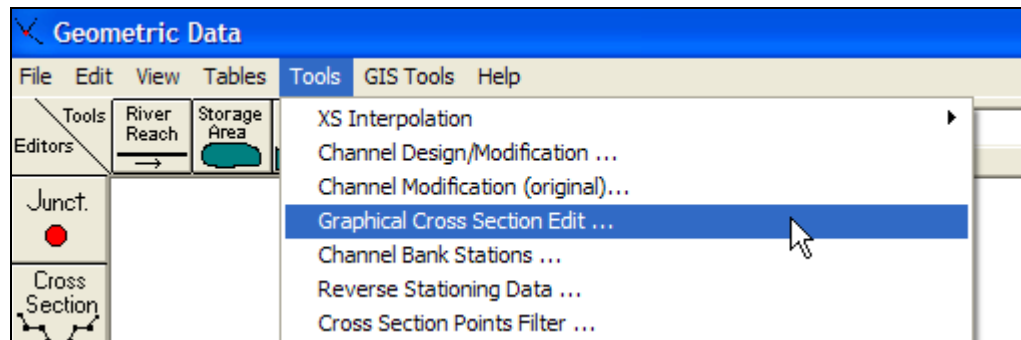 Geometric Data
File Edit View Tables Tools GIS Tools Help
Tools
Editors
River
Reach
Storage
Area
XS Interpolation
Channel Design/Modification ...
Channel Modification (original)...
Graphical Cross Section Edit ...
Channel Bank Stations ...
Reverse Stationing Data ...
Cross Section Points Filter ...
Junct.
Cross
Section